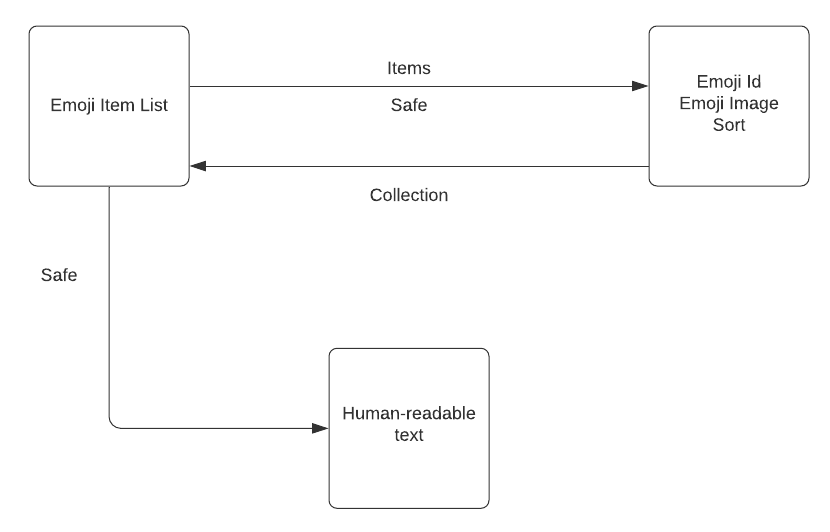 Items
Emoji Item List
Safe
Emoji Id
Emoji Image
Sort
Collection
Safe
Human-readable
text